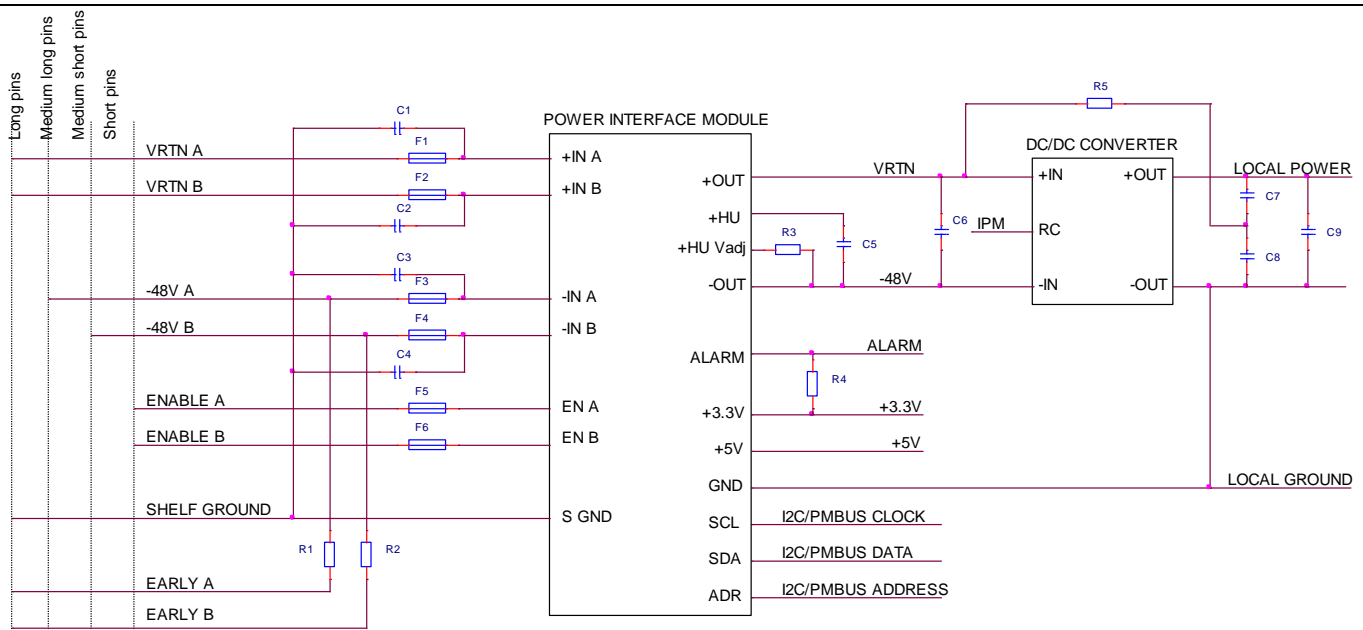 Long pins
Medium long pins
Medium short pins
Short pins
VRTN A
VRTN B
-48V A
-48V B
ENABLE A
ENABLE B
SHELF GROUND
EARLY A
EARLY B
C1
F1
F2
C2
C3
F3
F4
C4
F5
F6
R1
R2
POWER INTERFACE MODULE
+IN A
+IN B
-IN A
-IN B
EN A
EN B
S GND
+OUT
+HU
+HU Vadj
-OUT
ALARM
+3.3V
+5V
GND
SCL
SDA
ADR
VRTN
R3
C5
C6
-48V
ALARM
R4
+3.3V
+5V
I2C/PMBUS CLOCK
I2C/PMBUS DATA
I2C/PMBUS ADDRESS
R5
DC/DC CONVERTER
+IN
+OUT
IPM
RC
-IN
-OUT
LOCAL POWER
C7
C8
C9
LOCAL GROUND